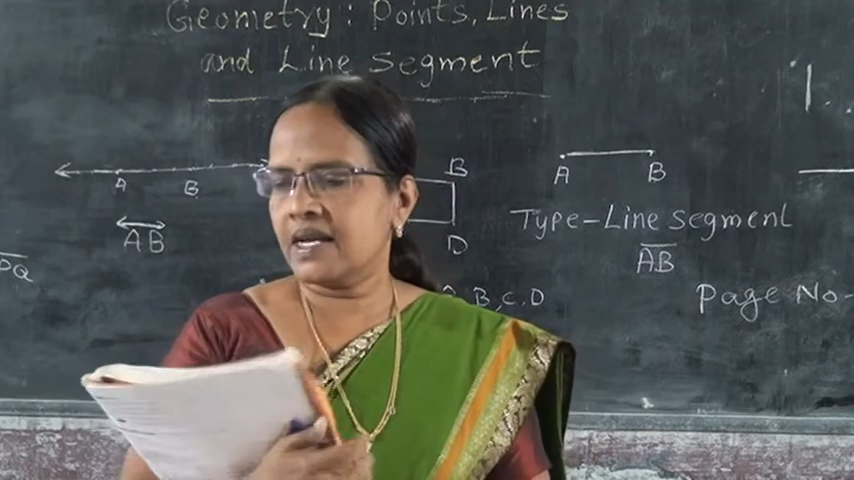 Geometry: Points, Lines
and Line Segment
A B
B
A B
AB
D
Type-Line segment
AB
PQ
A, B, C, D
Page No-